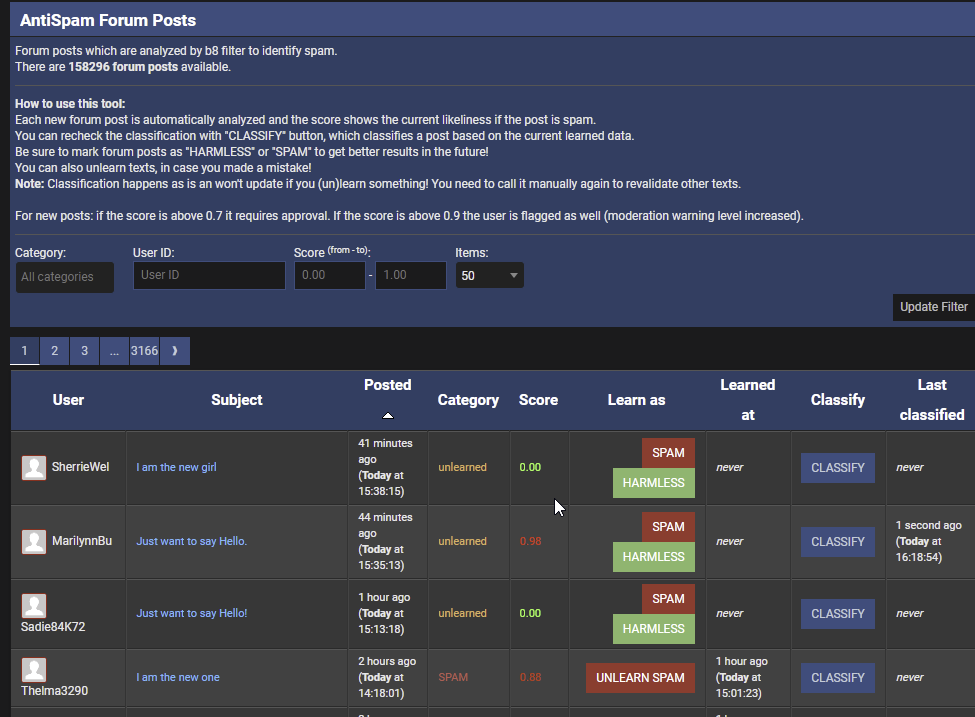 AntiSpam Forum Posts
Forum posts which are analyzed by b8 filter to identify spam.
There are 158296 forum posts available.
How to use this tool:
Each new forum post is automatically analyzed and the score shows the current likeliness if the post is spam.
You can recheck the classification with "CLASSIFY" button, which classifies a post based on the current learned data.
Be sure to mark forum posts as "HARMLESS" or "SPAM" to get better results in the future!
You can also unlearn texts, in case you made a mistake!
Note: Classification happens as is an won't update if you (un)learn something! You need to call it manually again to revalidate other texts.
For new posts: if the score is above 0.7 it requires approval. If the score is above 0.9 the user is flagged as well (moderation warning level increased).
Category: User ID: Score (from - to): Items:
All categories User ID 0.00 - 1.00 50
Update Filter
1 2 3 ... 3166 ❯
User Subject Posted Category Score Learn as Learned at Classify Last classified
SherrieWel I am the new girl 41 minutes ago (Today at 15:38:15) unlearned 0.00 SPAM HARMLESS never CLASSIFY never
MarilynnBu Just want to say Hello. 44 minutes ago (Today at 15:35:13) unlearned 0.98 SPAM HARMLESS never CLASSIFY 1 second ago (Today at 16:18:54)
Sadie84K72 Just want to say Hello! 1 hour ago (Today at 15:13:18) unlearned 0.00 SPAM HARMLESS never CLASSIFY never
Thelma3290 I am the new one 2 hours ago (Today at 14:18:01) SPAM 0.88 UNLEARN SPAM 1 hour ago (Today at 15:01:23) CLASSIFY never